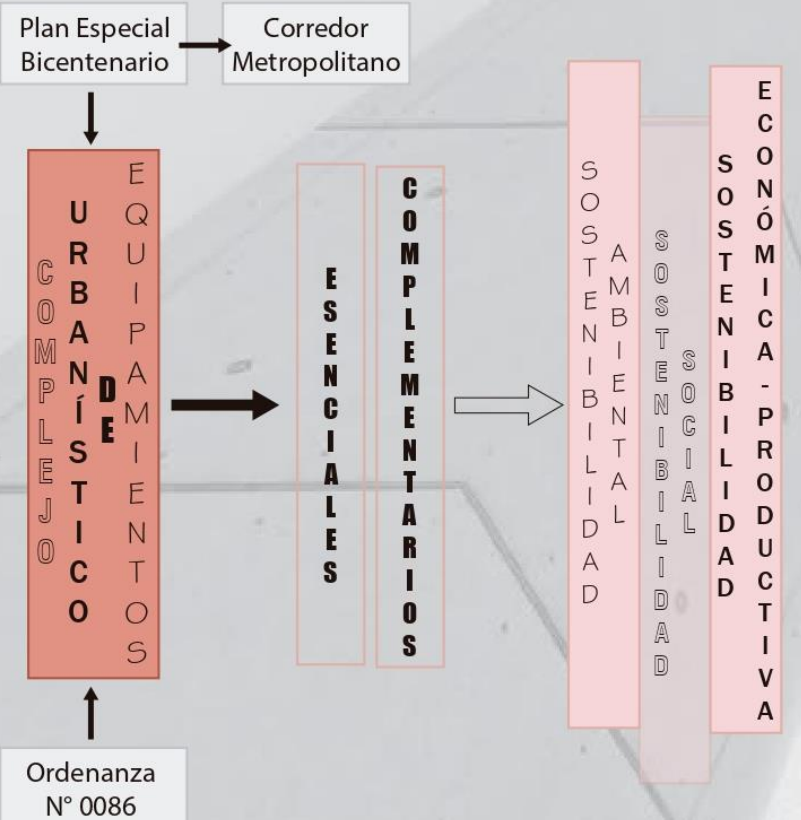 Plan Especial
Bicentenario
Corredor
Metropolitano
COMPLEJO
URBANÍSTICO
DE
EQUIPAMIENTOS
ESENCIALES
COMPLEMENTARIOS
SOSTENIBILIDAD
AMBIENTAL
SOSTENIBILIDAD
SOCIAL
SOSTENIBILIDAD
ECONÓMICA-PRODUCTIVA
Ordenanza
N° 0086